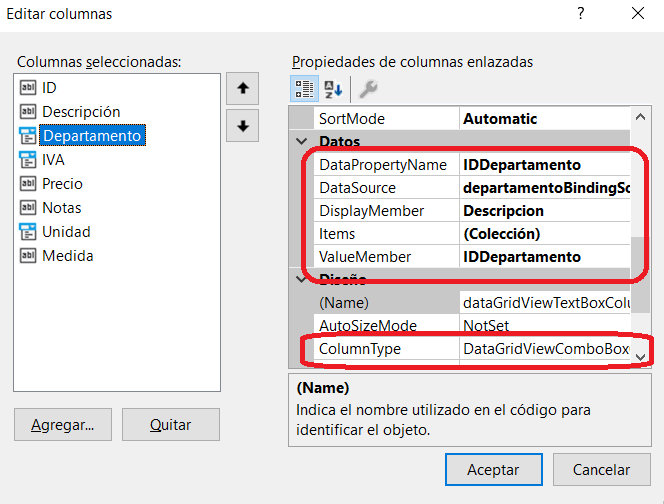 Editar columnas
Columnas seleccionadas:
ID
Descripción
Departamento
IVA
Precio
Notas
Unidad
Medida
Agregar...
Quitar
Propiedades de columnas enlazadas
SortMode Automatic
Datos
DataPropertyName IDDepartamento
DataSource departamentoBindingSo
DisplayMember Descripcion
Items (Colección)
ValueMember IDDepartamento
Diseño
(Name) dataGridViewTextBoxColu
AutoSizeMode NotSet
ColumnType DataGridViewComboBox
(Name)
Indica el nombre utilizado en el código para
identificar el objeto.
Aceptar
Cancelar